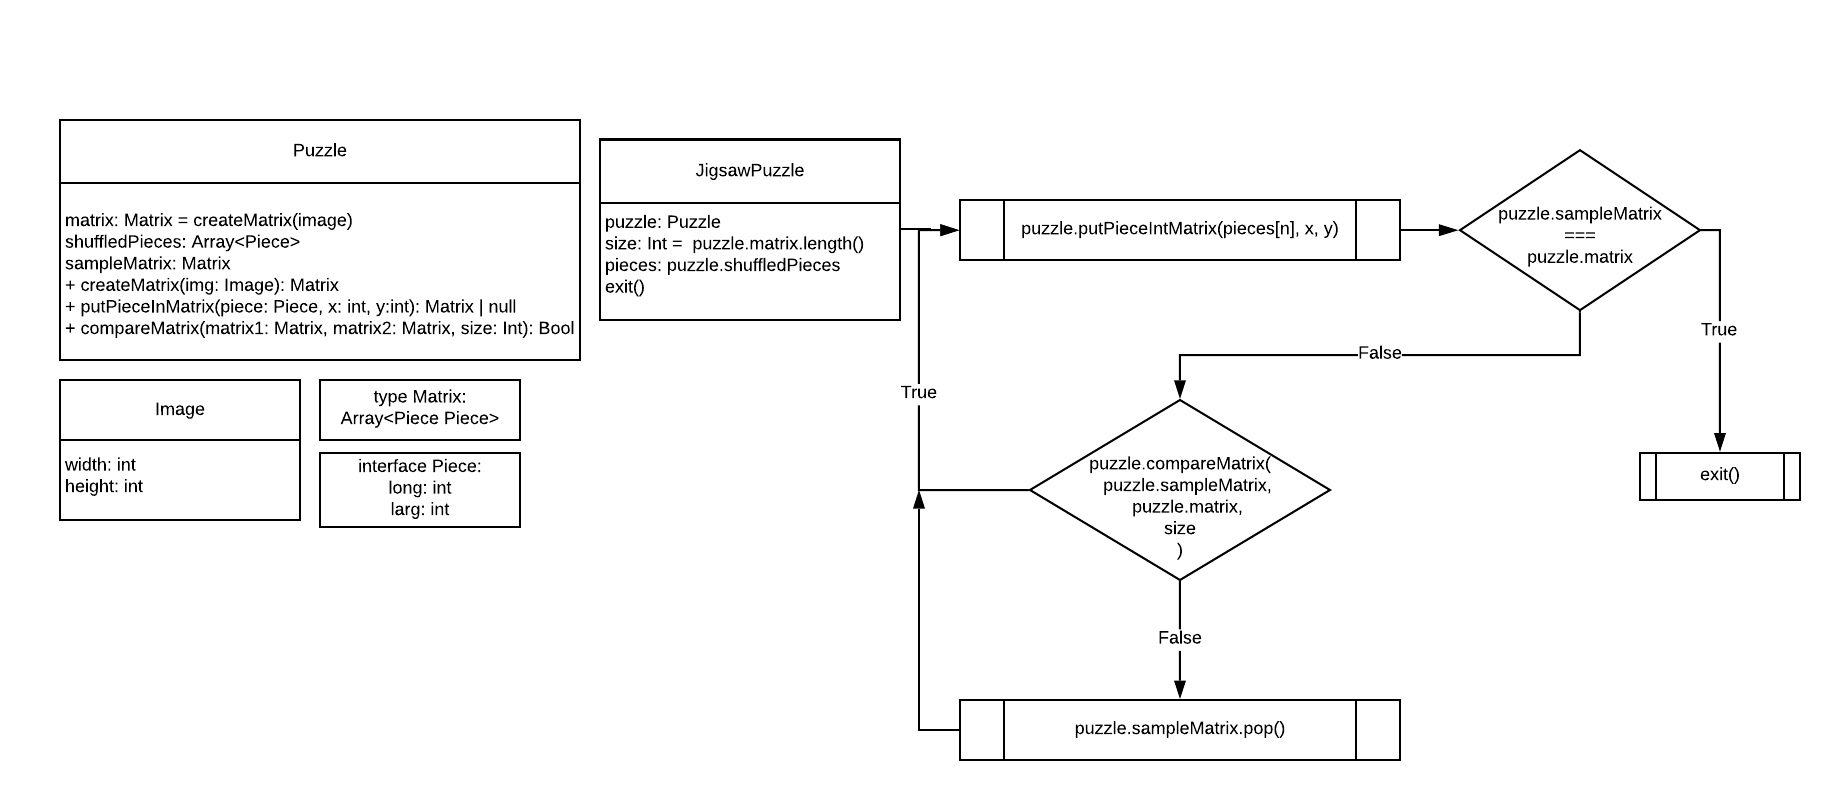 Puzzle
matrix: Matrix = createMatrix(image)
shuffledPieces: Array<Piece>
sampleMatrix: Matrix
+ createMatrix(img: Image): Matrix
+ putPieceInMatrix(piece: Piece, x: int, y:int): Matrix | null
+ compareMatrix(matrix1: Matrix, matrix2: Matrix, size: Int): Bool
Image
width: int
height: int
type Matrix:
Array<Piece Piece>
interface Piece:
long: int
larg: int
JigsawPuzzle
puzzle: Puzzle
size: Int =  puzzle.matrix.length()
pieces: puzzle.shuffledPieces
exit()
puzzle.putPieceIntMatrix(pieces[n], x, y)
puzzle.sampleMatrix
===
puzzle.matrix
True
exit()
False
puzzle.compareMatrix(
puzzle.sampleMatrix,
puzzle.matrix,
size
)
True
False
puzzle.sampleMatrix.pop()